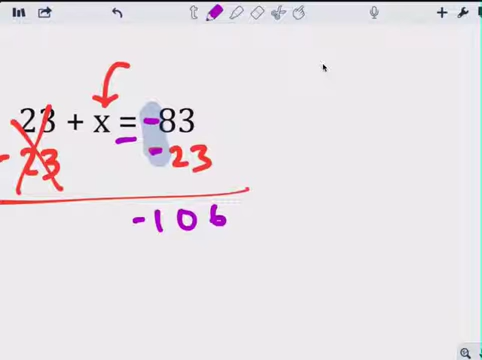 23 + x = -83
- 23 - 23
-106